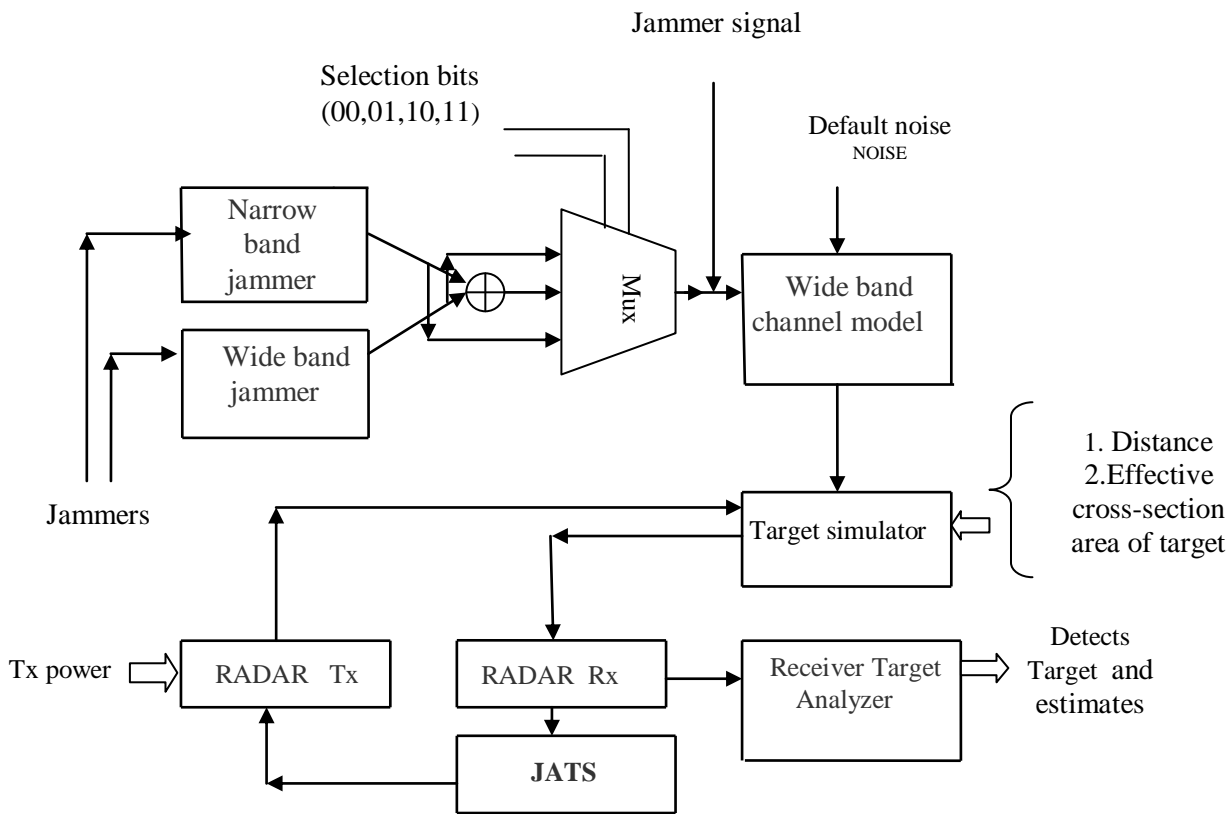 Jammer signal
Selection bits
(00,01,10,11)
Default noise
NOISE
Narrow
band
jammer
Mux
Wide band
channel model
Wide band
jammer
1. Distance
2.Effective
cross-section
area of target
Jammers
Target simulator
Tx power
RADAR Tx
RADAR Rx
Receiver Target
Analyzer
Detects
Target and
estimates
JATS